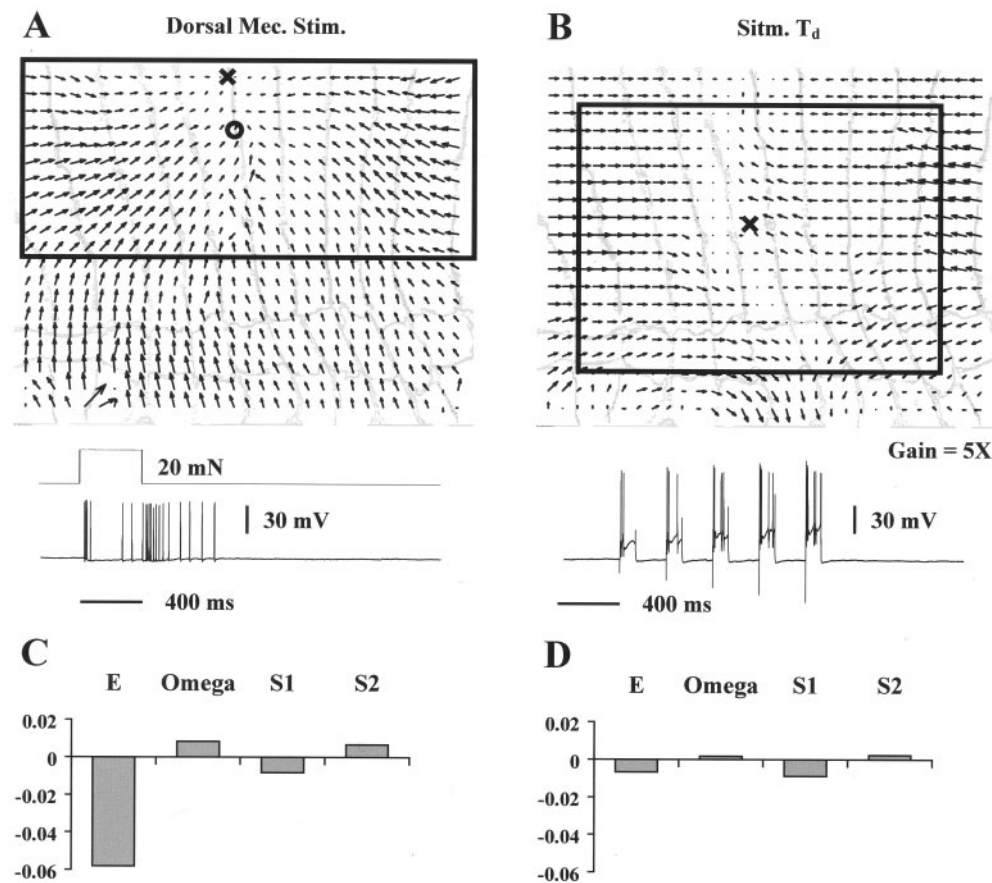 A Dorsal Mec. Stim.
B Sitm. Td
Gain = 5X
20 mN
30 mV
400 ms
30 mV
400 ms
C
E Omega S1 S2
0.02
0
-0.02
-0.04
-0.06
D
E Omega S1 S2
0.02
0
-0.02
-0.04
-0.06